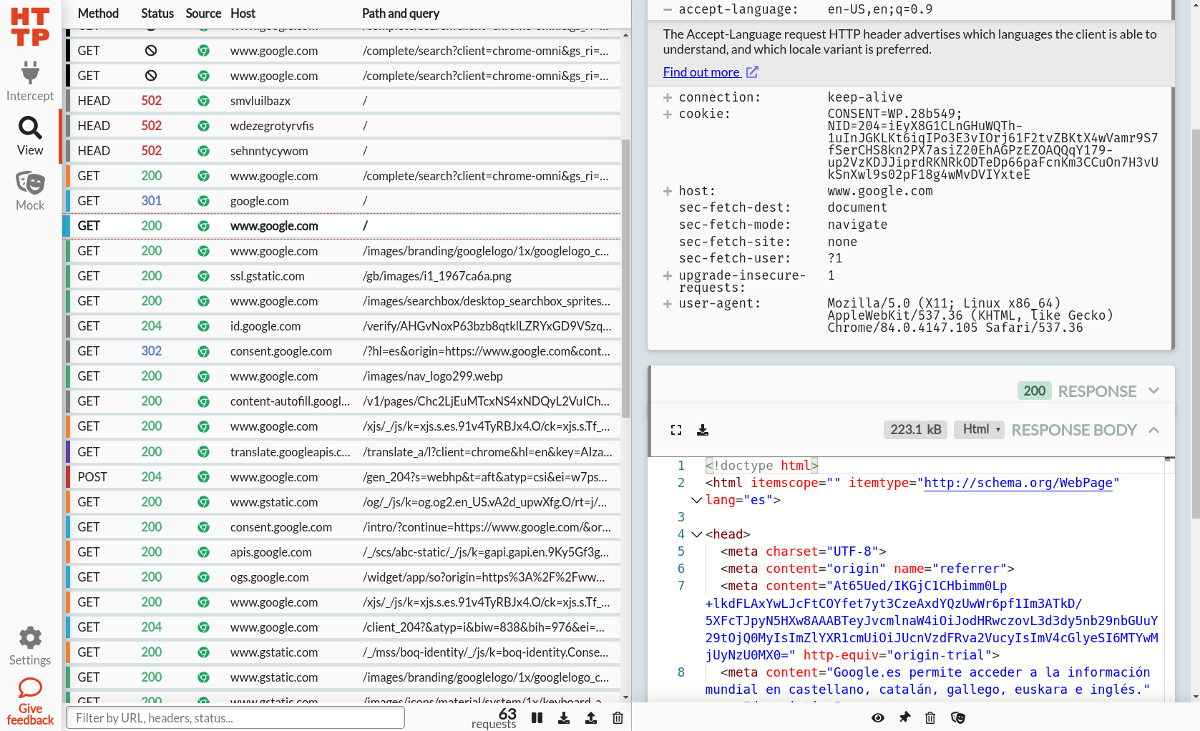 HT
TP
Intercept
View
Mock
Settings
Give
feedback
Method Status Source Host Path and query
GET www.google.com /complete/search?client=chrome-omni&gs_ri=...
GET www.google.com /complete/search?client=chrome-omni&gs_ri=...
HEAD 502 smvluilbazx /
HEAD 502 wdezegrotyrvfis /
HEAD 502 sehnntycywom /
GET 200 www.google.com /complete/search?client=chrome-omni&gs_ri=...
GET 301 google.com /
GET 200 www.google.com /
GET 200 www.google.com /images/branding/googlelogo/1x/googlelogo_c...
GET 200 ssl.gstatic.com /gb/images/i1_1967ca6a.png
GET 200 www.google.com /images/searchbox/desktop_searchbox_sprites...
GET 204 id.google.com /verify/AHGvNoxP63bzb8qtklLZRYxGD9VSzq...
GET 302 consent.google.com /?hl=es&origin=https://www.google.com&cont...
GET 200 www.google.com /images/nav_logo299.webp
GET 200 content-autofill.googl... /v1/pages/Chc2LjEuMTcxNS4xNDQyL2VuICh...
GET 200 www.google.com /xjs/_/js/k=xjs.s.es.91v4TyRBJx4.O/ck=xjs.s.Tf_...
GET 200 translate.googleapis.c... /translate_a/l?client=chrome&hl=en&key=AIza...
POST 204 www.google.com /gen_204?s=webhp&t=aft&atyp=csi&ei=w7ps...
GET 200 www.gstatic.com /og/_/js/k=og.og2.en_US.vA2d_upwXfg.O/rt=j/...
GET 200 consent.google.com /intro/?continue=https://www.google.com/&or...
GET 200 apis.google.com /_/scs/abc-static/_/js/k=gapi.gapi.en.9Ky5Gf3g...
GET 200 ogs.google.com /widget/app/so?origin=https%3A%2F%2Fww...
GET 200 www.google.com /xjs/_/js/k=xjs.s.es.91v4TyRBJx4.O/ck=xjs.s.Tf_...
GET 204 www.google.com /client_204?&atyp=i&biw=838&bih=976&ei=...
GET 200 www.gstatic.com /_/mss/boq-identity/_/js/k=boq-identity.Conse...
GET 200 www.gstatic.com /images/branding/googlelogo/1x/googlelogo_c...
GET 200 www.gstatic.com /images/icons/material/system/1x/keyboard_a...
Filter by URL, headers, status...
63
requests
− accept-language: en-US,en;q=0.9
The Accept-Language request HTTP header advertises which languages the client is able to
understand, and which locale variant is preferred.
Find out more
+ connection: keep-alive
+ cookie: CONSENT=WP.28b549;
NID=204=iEyX8G1CLnGHuWQTh-
1uInJGKLKt6iqIPo3E3vIOrj61F2tvZBKtX4wVamr9S7
fSerCHS8kn2PX7asiZ20EhAGPzEZOAQQqY179-
up2VzKDJJiprdRKNRkODTeDp66paFcnKm3CCuOn7H3vU
kSnXwl9s02pF18g4wMvDVIYxteE
+ host: www.google.com
sec-fetch-dest: document
sec-fetch-mode: navigate
sec-fetch-site: none
sec-fetch-user: ?1
+ upgrade-insecure- 1
requests:
+ user-agent: Mozilla/5.0 (X11; Linux x86_64)
AppleWebKit/537.36 (KHTML, like Gecko)
Chrome/84.0.4147.105 Safari/537.36
200 RESPONSE
223.1 kB Html RESPONSE BODY
1 <!doctype html>
2 <html itemscope="" itemtype="http://schema.org/WebPage"
lang="es">
3
4 <head>
5 <meta charset="UTF-8">
6 <meta content="origin" name="referrer">
7 <meta content="At65Ued/IKGjC1CHbimm0Lp
+lkdFLAxYwLJcFtCOYfet7yt3CzeAxdYQzUwWr6pf1Im3ATkD/
5XFcTJpyN5HXw8AAABTeyJvcmlnaW4iOiJodHRwczovL3d3dy5nb29nbGUuY
29tOjQ0MyIsImZlYXR1cmUiOiJUcnVzdFRva2VucyIsImV4cGlyeSI6MTYwM
jUyNzU0MX0=" http-equiv="origin-trial">
8 <meta content="Google.es permite acceder a la información
mundial en castellano, catalán, gallego, euskara e inglés."